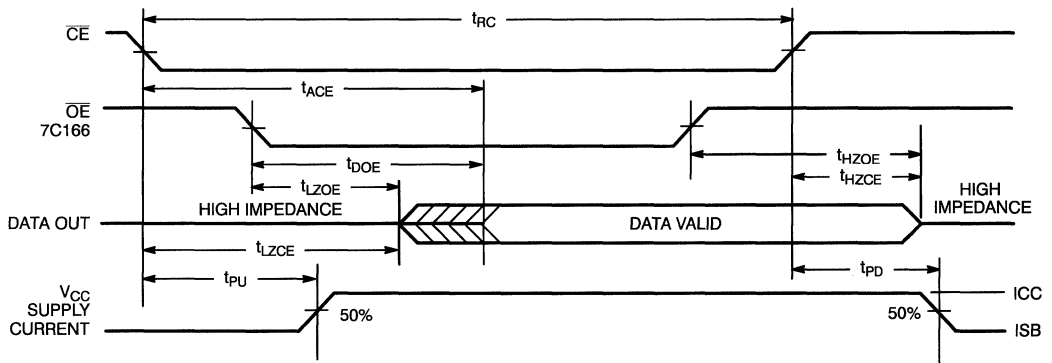 tRC
CE
tACE
OE
7C166
tDOE
tHZOE
tLZOE
tHZCE
HIGH IMPEDANCE
HIGH
IMPEDANCE
DATA OUT
DATA VALID
tLZCE
tPU
tPD
VCC
SUPPLY
CURRENT
50%
50%
ICC
ISB